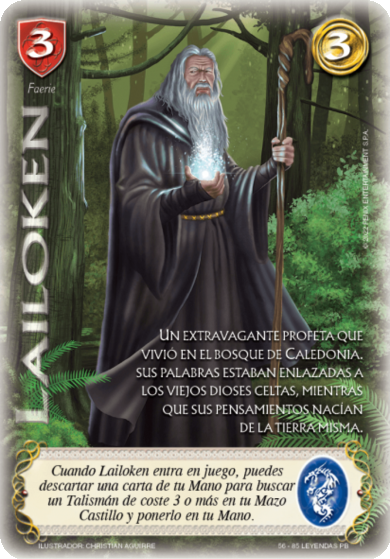 3
3
Faerie
LAILOKEN
© 2022 PERK ENTERTAINMENT S.P.A.
UN EXTRAVAGANTE PROFETA QUE
VIVIÓ EN EL BOSQUE DE CALEDONIA.
SUS PALABRAS ESTABAN ENLAZADAS A
LOS VIEJOS DIOSES CELTAS, MIENTRAS
QUE SUS PENSAMIENTOS NACÍAN
DE LA TIERRA MISMA.
Cuando Lailoken entra en juego, puedes
descartar una carta de tu Mano para buscar
un Talismán de coste 3 o más en tu Mazo
Castillo y ponerlo en tu Mano.
ILUSTRADOR: CHRISTIAN AGUIRRE
56 - 85 LEYENDAS PB